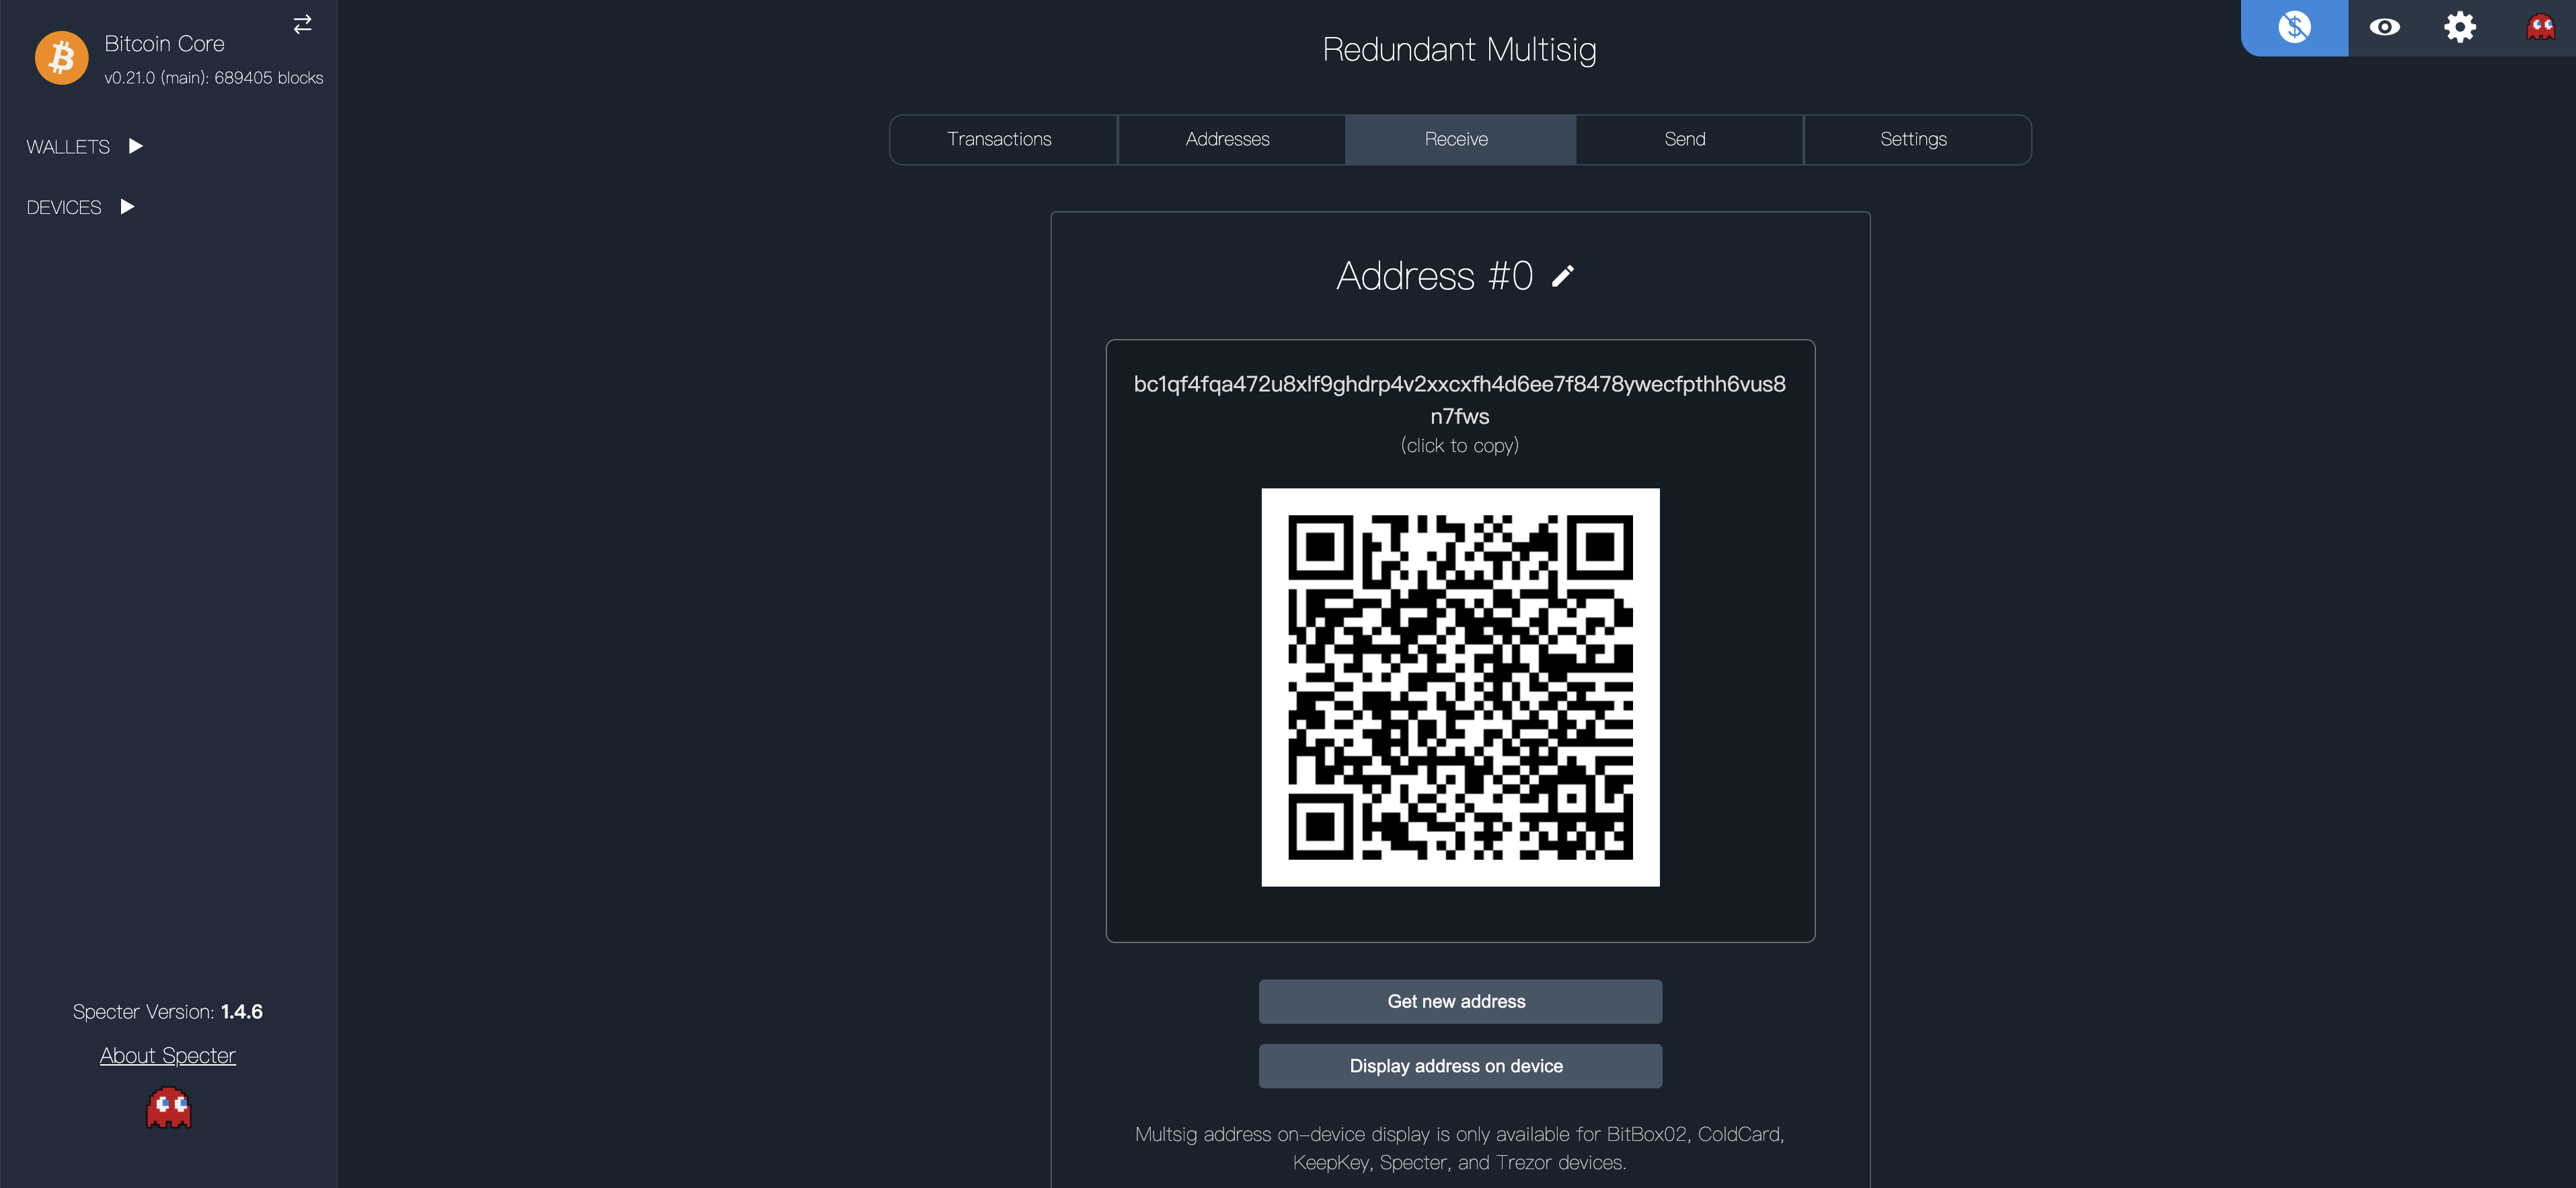 Bitcoin Core
v0.21.0 (main): 689405 blocks
WALLETS
DEVICES
Redundant Multisig
Transactions
Addresses
Receive
Send
Settings
Address #0
bc1qf4fqa472u8xlf9ghdrp4v2xxcxfh4d6ee7f8478ywecfpthh6vus8
n7fws
(click to copy)
Get new address
Display address on device
Multsig address on-device display is only available for BitBox02, ColdCard,
KeepKey, Specter, and Trezor devices.
Specter Version: 1.4.6
About Specter